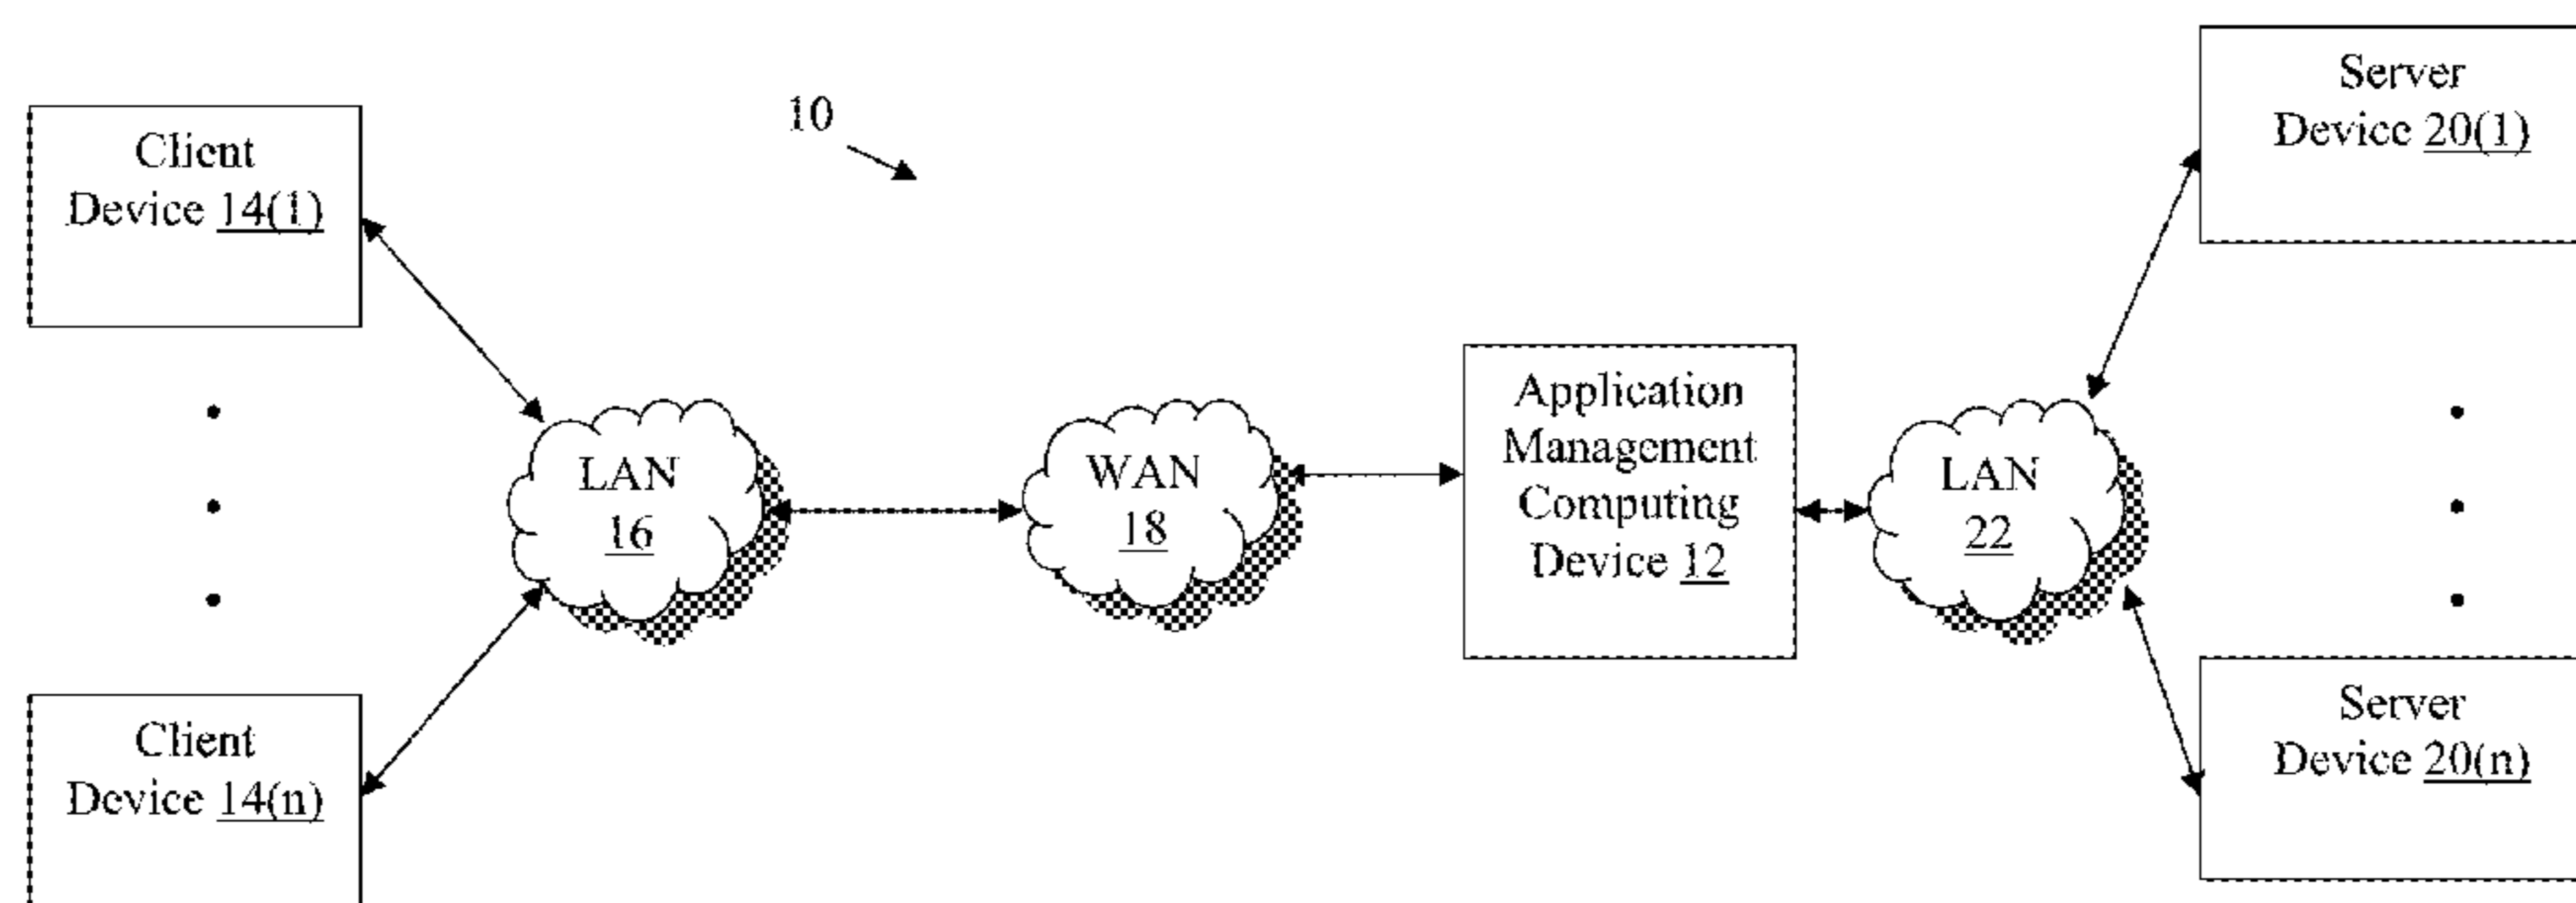 10
Client
Device 14(1)
Client
Device 14(n)
LAN
16
WAN
18
Application
Management
Computing
Device 12
LAN
22
Server
Device 20(1)
Server
Device 20(n)